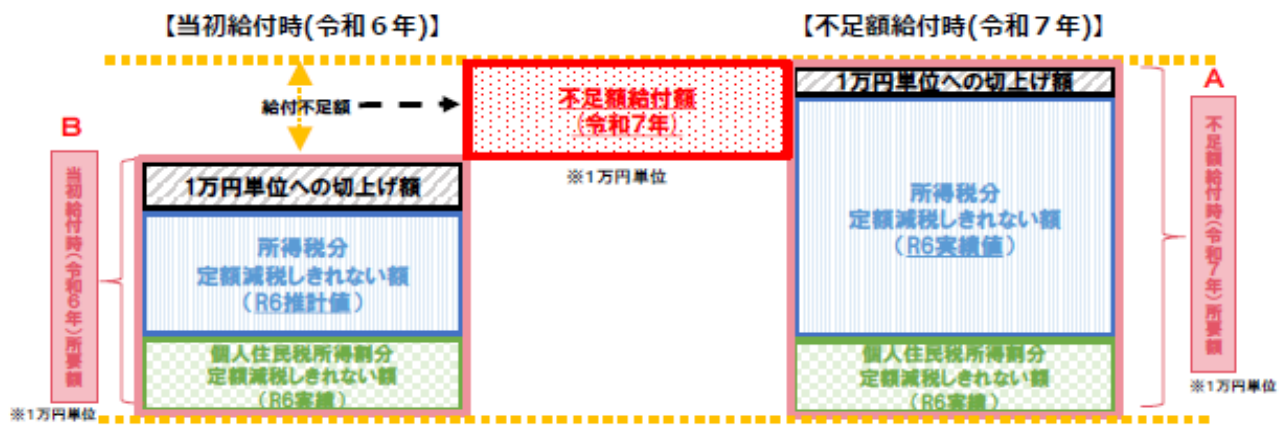 【当初給付時(令和6年)】
【不足額給付時(令和7年)】
給付不足額
不足額給付額
(令和7年)
※1万円単位
B
当初給付時(令和6年)所要額
※1万円単位
1万円単位への切上げ額
所得税分
定額減税しきれない額
(R6推計値)
個人住民税所得割分
定額減税しきれない額
(R6実績)
1万円単位への切上げ額
所得税分
定額減税しきれない額
(R6実績値)
個人住民税所得割分
定額減税しきれない額
(R6実績)
A
不足額給付時(令和7年)所要額
※1万円単位